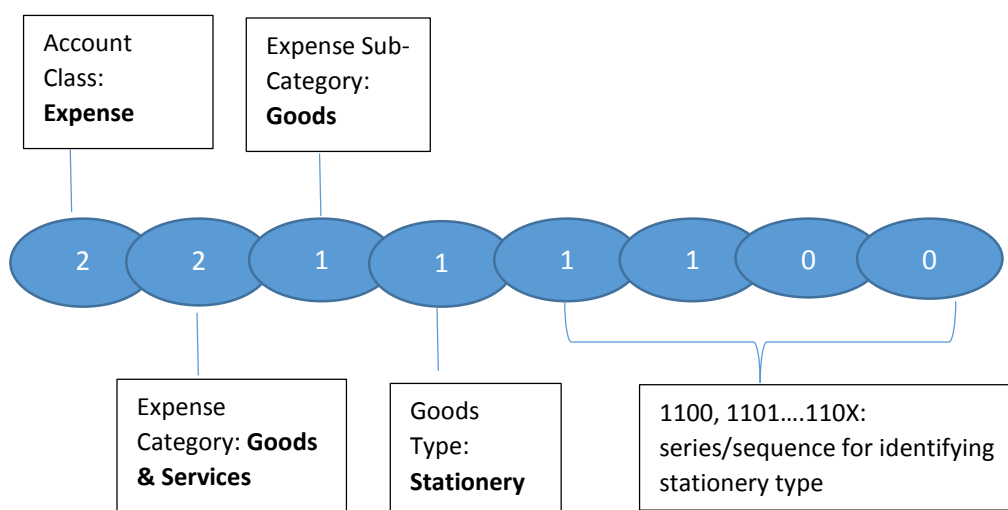 Account
Class:
Expense
Expense Sub-
Category:
Goods
2 2 1 1 1 1 0 0
Expense
Category: Goods
& Services
Goods
Type:
Stationery
1100, 1101....110X:
series/sequence for identifying
stationery type